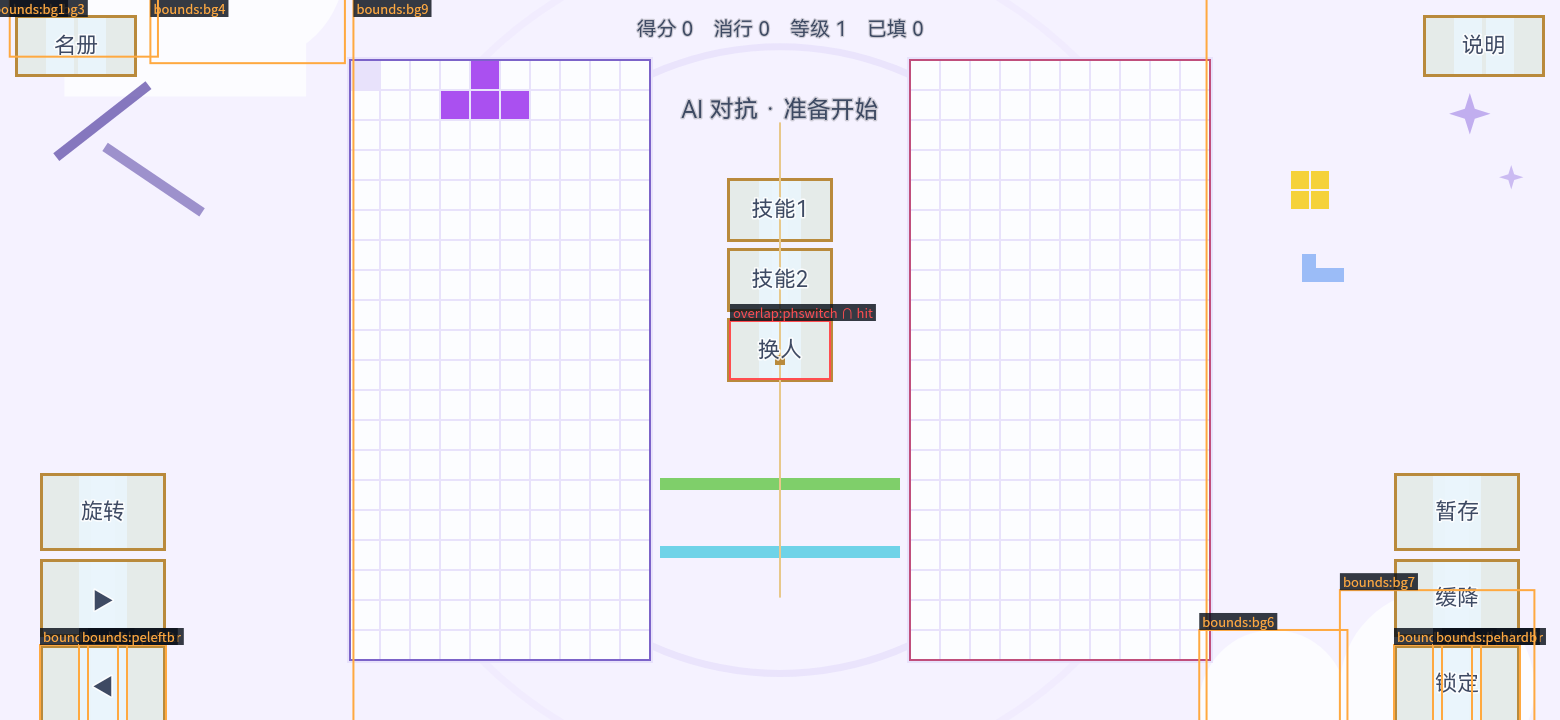 bounds:bg1
g3
bounds:bg4
bounds:bg9
名册
得分 0 消行 0 等级 1 已填 0
说明
AI 对抗 · 准备开始
技能1
技能2
overlap:phswitch ∩ hit
换人
旋转
▶
bounds:peleftb
◀
暂存
bounds:bg7
缓降
bounds:bg6
bounds:pehardb
锁定